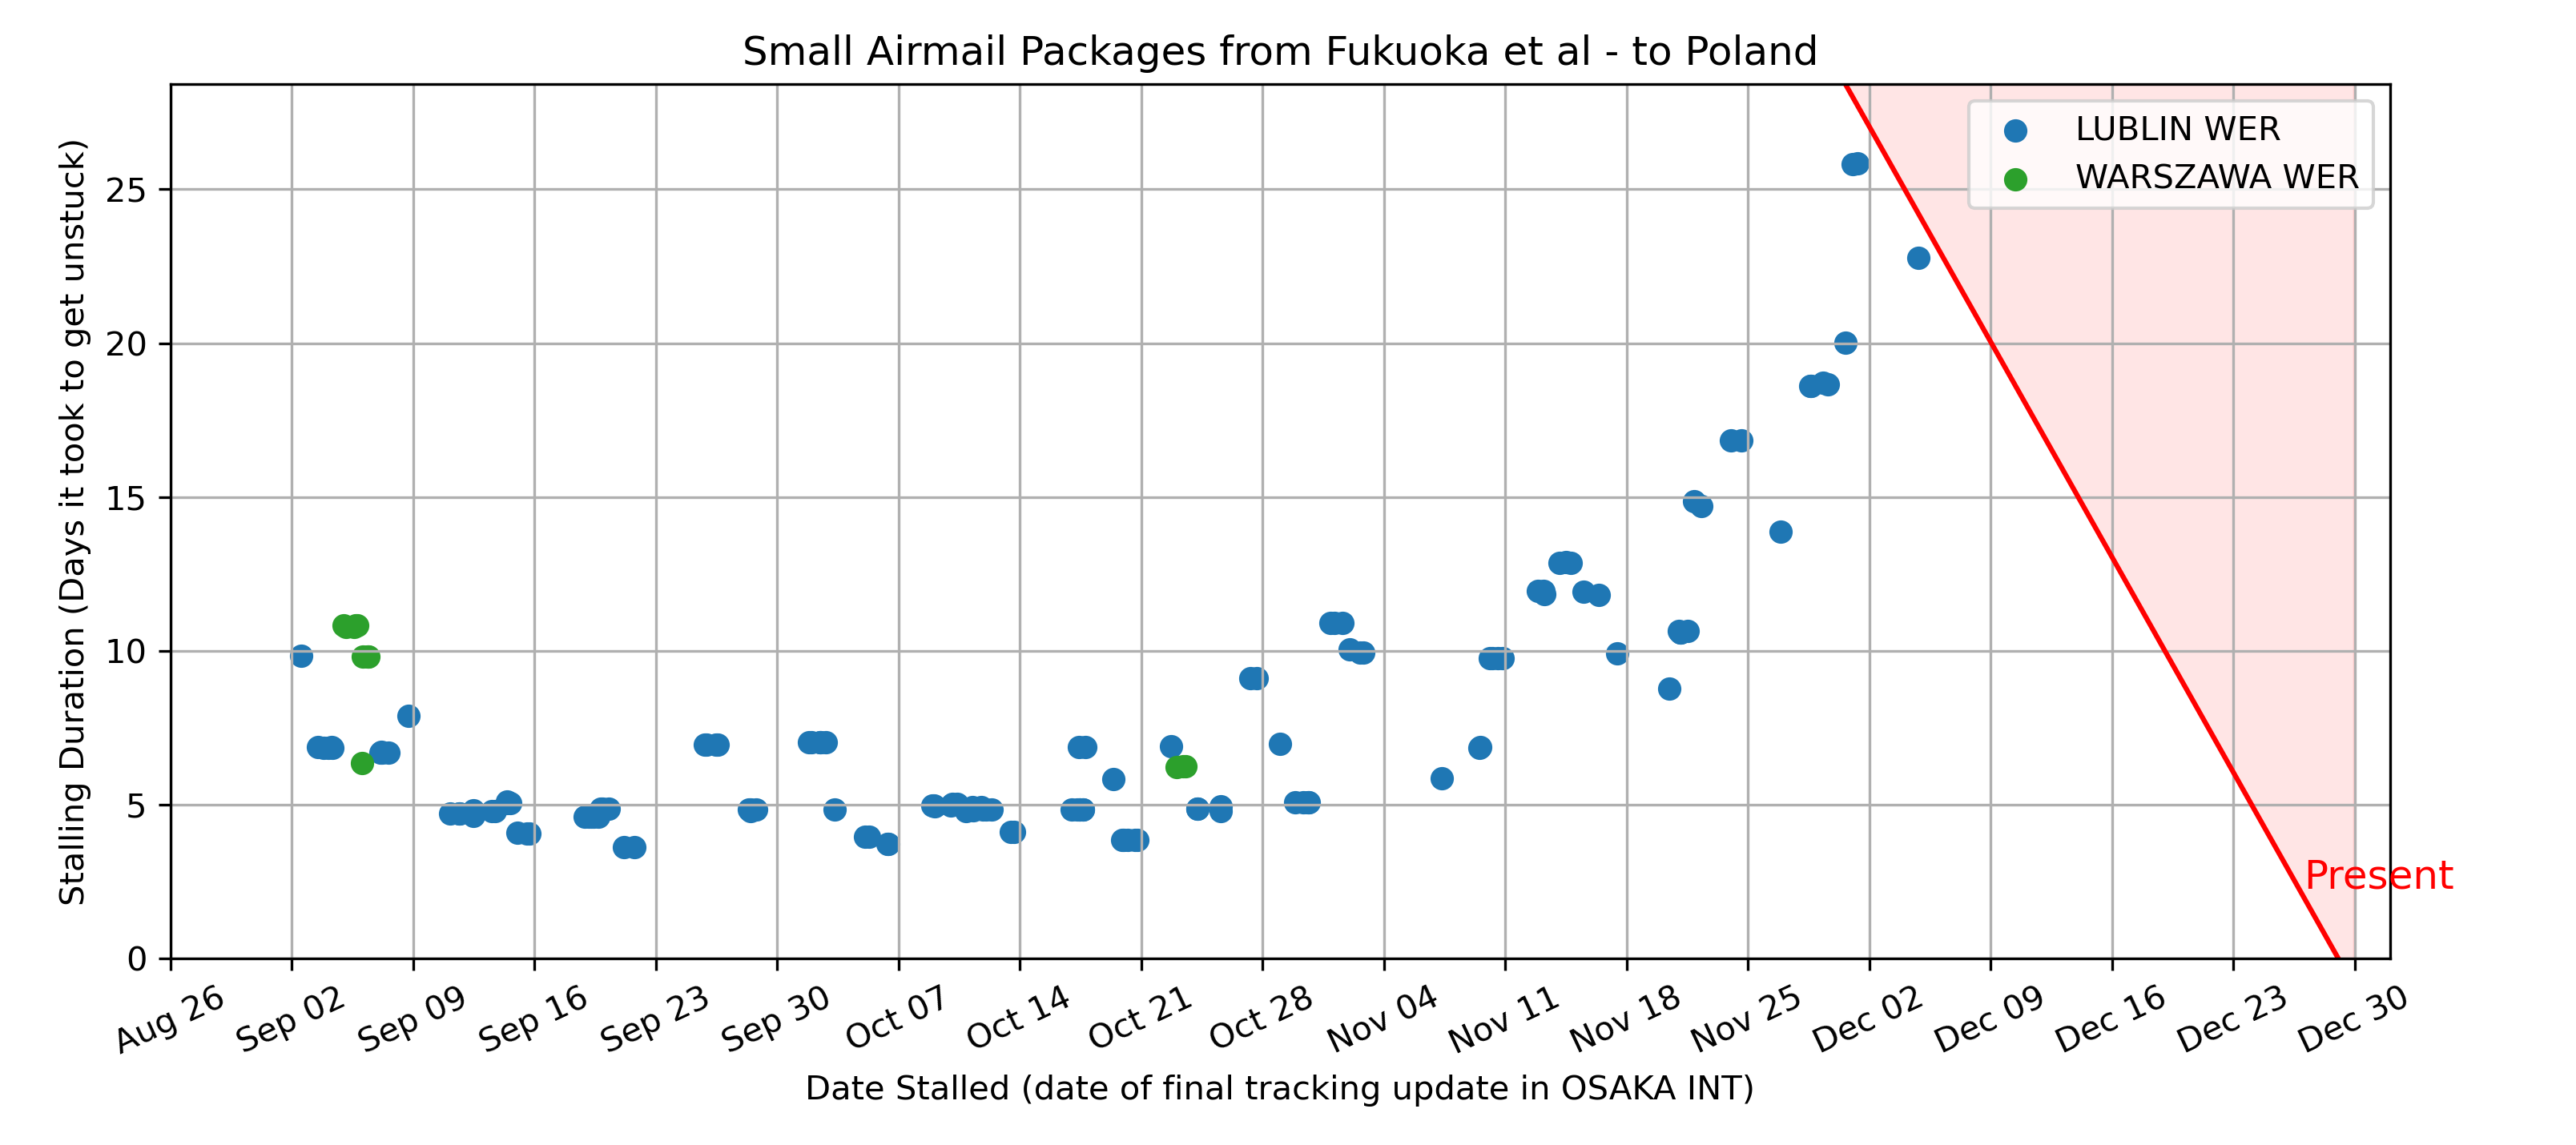 Small Airmail Packages from Fukuoka et al - to Poland
LUBLIN WER
WARSZAWA WER
Stalling Duration (Days it took to get unstuck)
25
20
15
10
5
0
Present
Aug 26
Sep 02
Sep 09
Sep 16
Sep 23
Sep 30
Oct 07
Oct 14
Oct 21
Oct 28
Nov 04
Nov 11
Nov 18
Nov 25
Dec 02
Dec 09
Dec 16
Dec 23
Dec 30
Date Stalled (date of final tracking update in OSAKA INT)